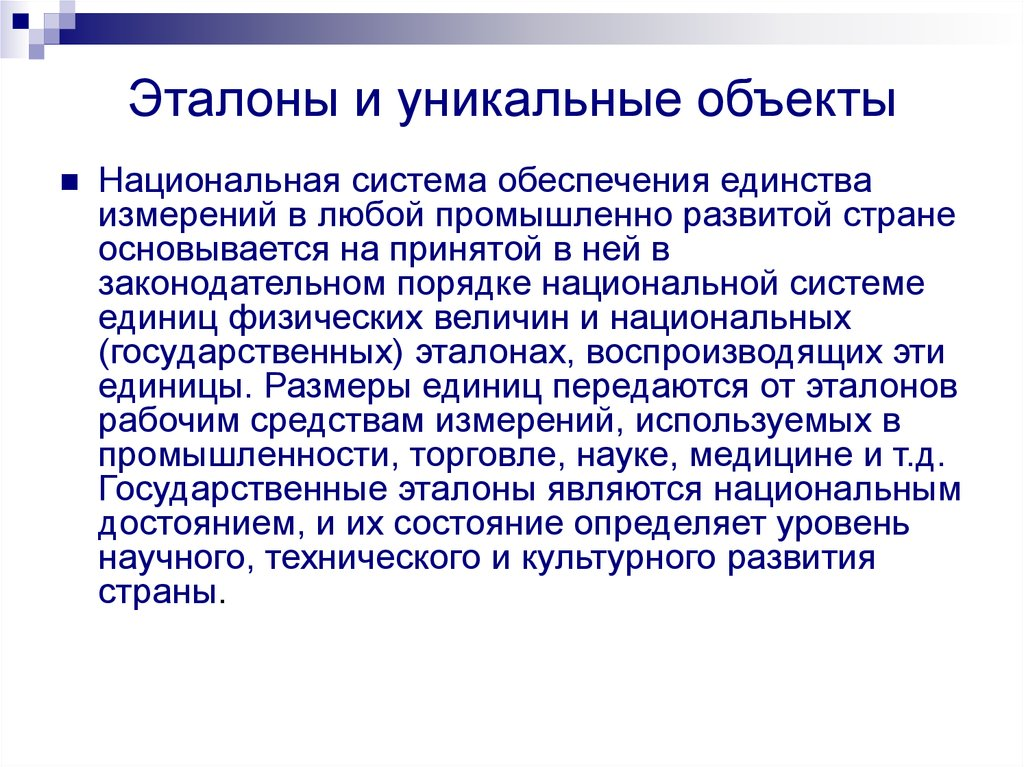 Эталоны и уникальные объекты
Национальная система обеспечения единства
измерений в любой промышленно развитой стране
основывается на принятой в ней в
законодательном порядке национальной системе
единиц физических величин и национальных
(государственных) эталонах, воспроизводящих эти
единицы. Размеры единиц передаются от эталонов
рабочим средствам измерений, используемых в
промышленности, торговле, науке, медицине и т.д.
Государственные эталоны являются национальным
достоянием, и их состояние определяет уровень
научного, технического и культурного развития
страны.